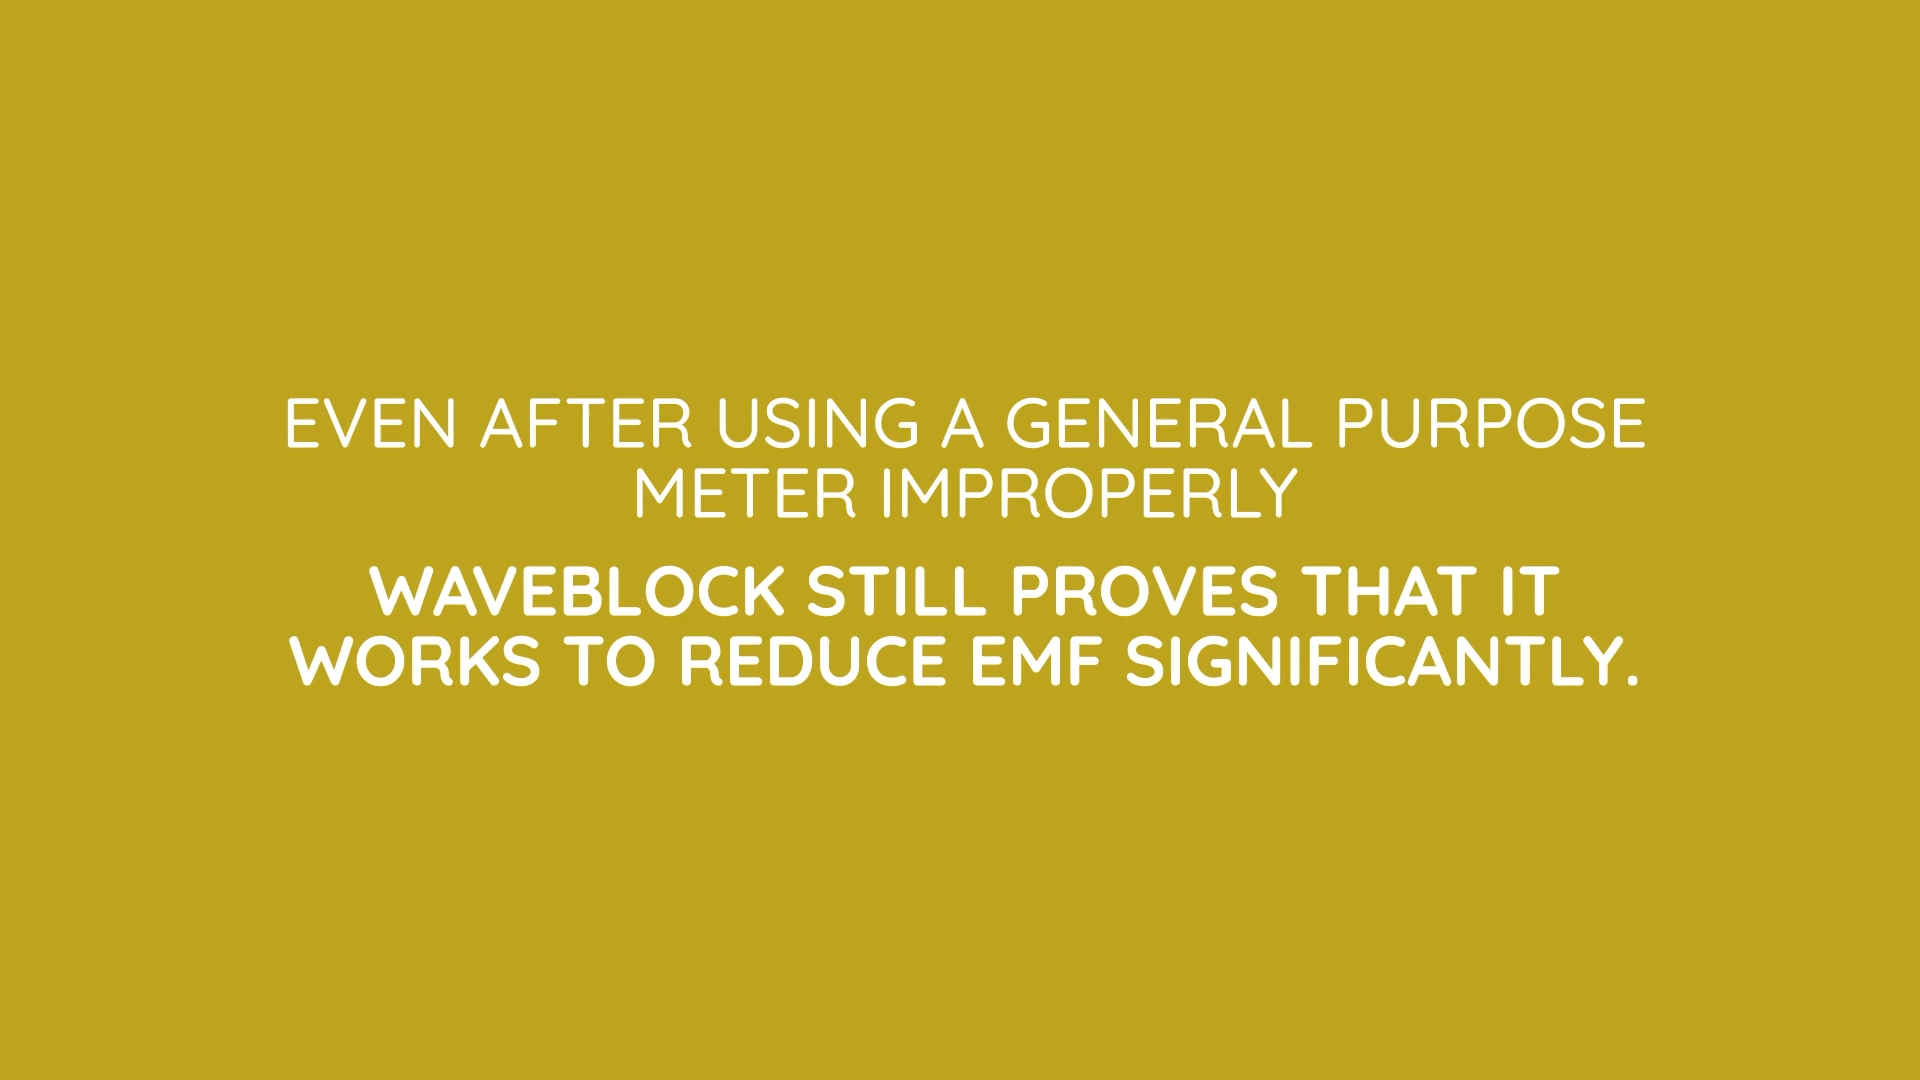 EVEN AFTER USING A GENERAL PURPOSE
METER IMPROPERLY
WAVEBLOCK STILL PROVES THAT IT
WORKS TO REDUCE EMF SIGNIFICANTLY.